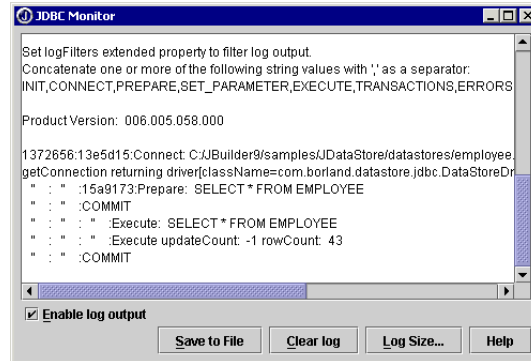 JDBC Monitor
Set logFilters extended property to filter log output.
Concatenate one or more of the following string values with ',' as a separator:
INIT,CONNECT,PREPARE,SET_PARAMETER,EXECUTE,TRANSACTIONS,ERRORS
Product Version: 006.005.058.000
1372656:13e5d15:Connect: C:/JBuilder9/samples/JDataStore/datastores/employee.
getConnection returning driver[className=com.borland.datastore.jdbc.DataStoreDr
" : " :15a9173:Prepare: SELECT * FROM EMPLOYEE
" : " :COMMIT
" : " : " :Execute: SELECT * FROM EMPLOYEE
" : " : " :Execute updateCount: -1 rowCount: 43
" : " :COMMIT
Enable log output
Save to File Clear log Log Size... Help